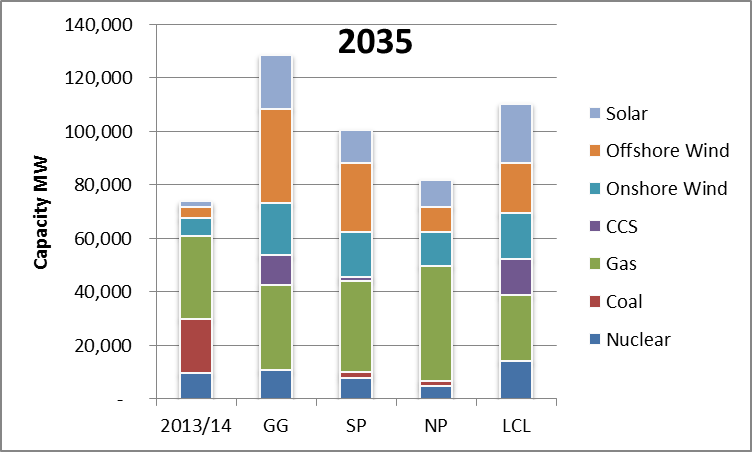 2035
140,000
120,000
100,000
80,000
60,000
40,000
20,000
-
Capacity MW
2013/14 GG SP NP LCL
Solar
Offshore Wind
Onshore Wind
CCS
Gas
Coal
Nuclear